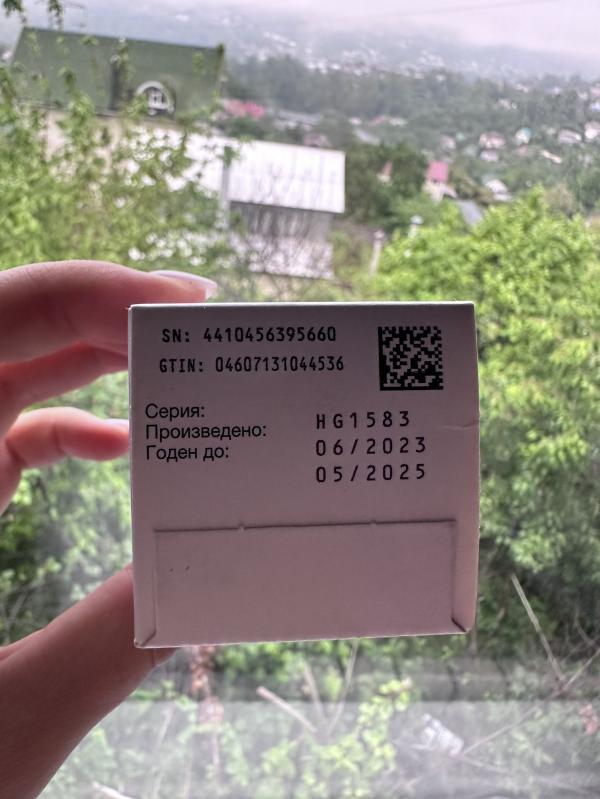 SN: 4410456395660
GTIN: 04607131044536
Серия: HG1583
Произведено: 06/2023
Годен до: 05/2025